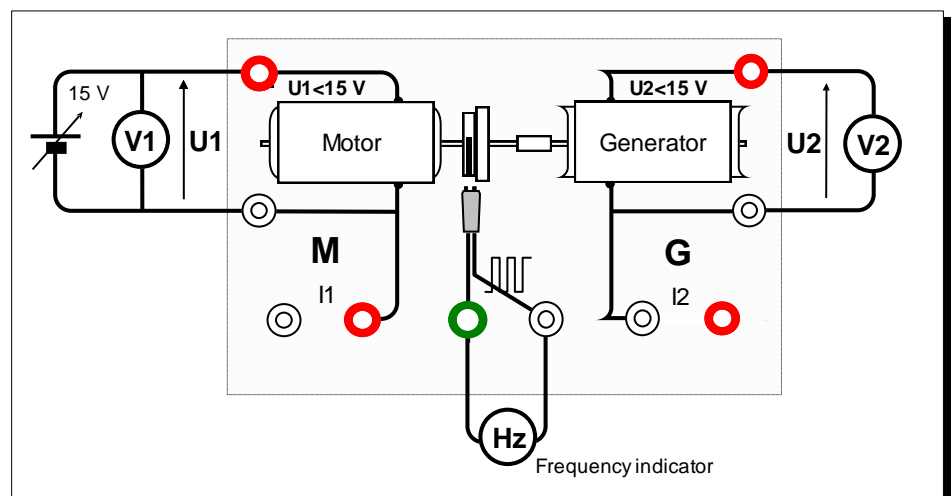 15 V
V1
U1
U1<15 V
Motor
M
I1
U2<15 V
Generator
U2
V2
G
I2
Hz
Frequency indicator